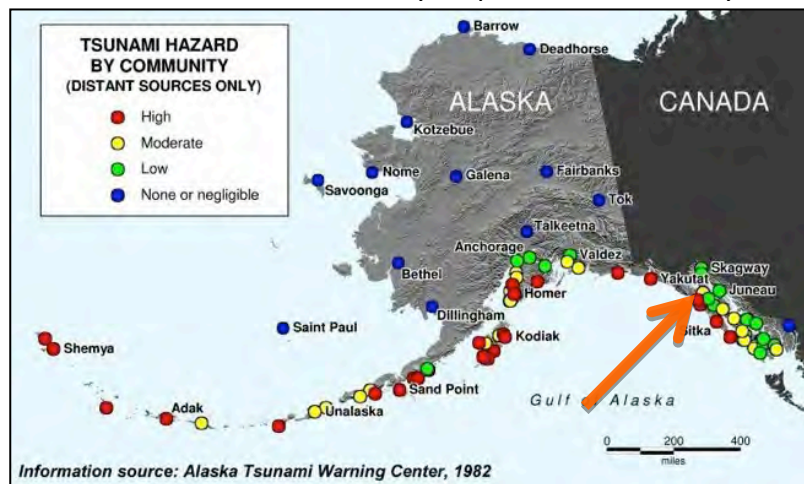 TSUNAMI HAZARD
BY COMMUNITY
(DISTANT SOURCES ONLY)
High
Moderate
Low
None or negligible
Barrow
Deadhorse
ALASKA
CANADA
Kotzebue
Nome
Savoonga
Galena
Fairbanks
Tok
Talkeetna
Anchorage
Valdez
Skagway
Yakutat
Juneau
Bethel
Homer
Dillingham
Saint Paul
Kodiak
Shemya
Sand Point
Adak
Unalaska
Gulf of Alaska
0 200 400
miles
Information source: Alaska Tsunami Warning Center, 1982